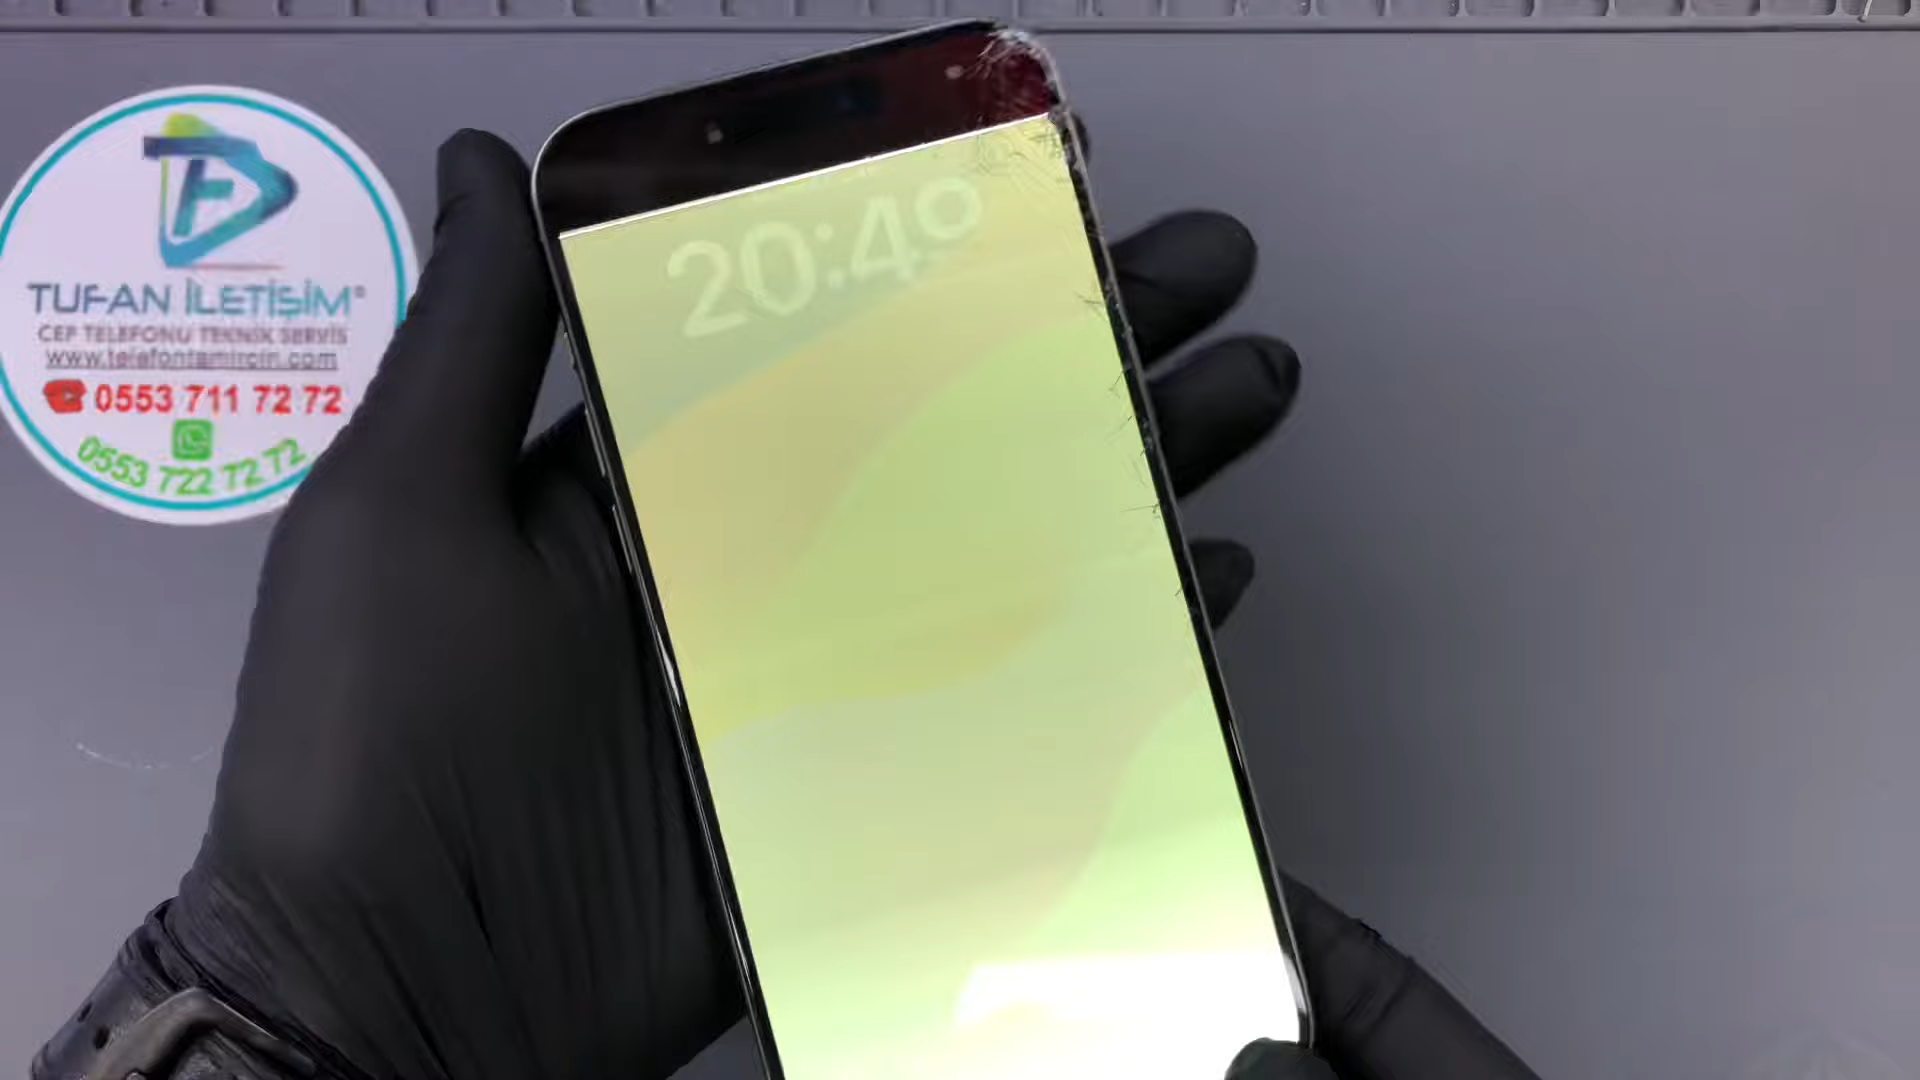 TUFAN İLETİŞİM®
CEP TELEFONU TEKNİK SERVİS
www.telefontamircin.com
0553 711 72 72
0553 722 72 72
20:4